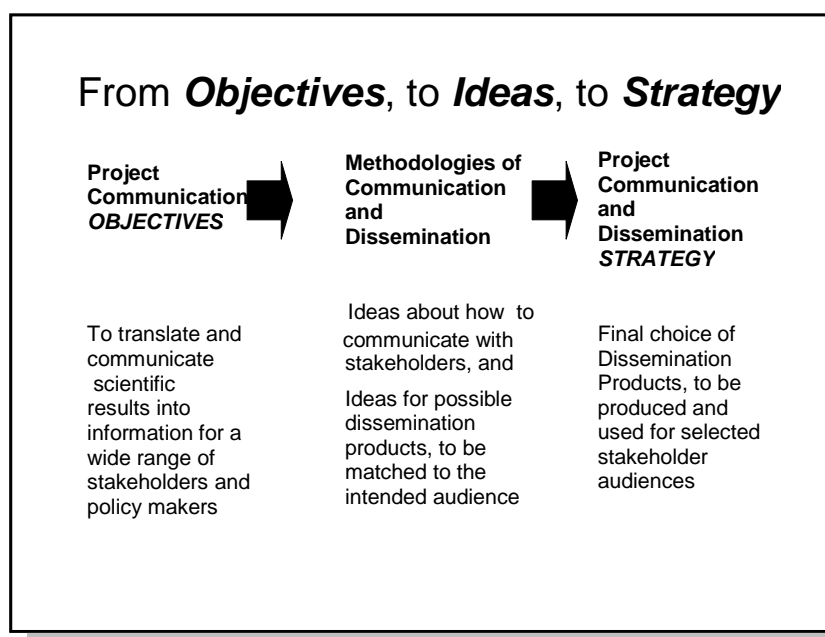 From Objectives, to Ideas, to Strategy
Project
Communication
OBJECTIVES
Methodologies of
Communication
and
Dissemination
Project
Communication
and
Dissemination
STRATEGY
To translate and
communicate
scientific
results into
information for a
wide range of
stakeholders and
policy makers
Ideas about how to
communicate with
stakeholders, and
Ideas for possible
dissemination
products, to be
matched to the
intended audience
Final choice of
Dissemination
Products, to be
produced and
used for selected
stakeholder
audiences